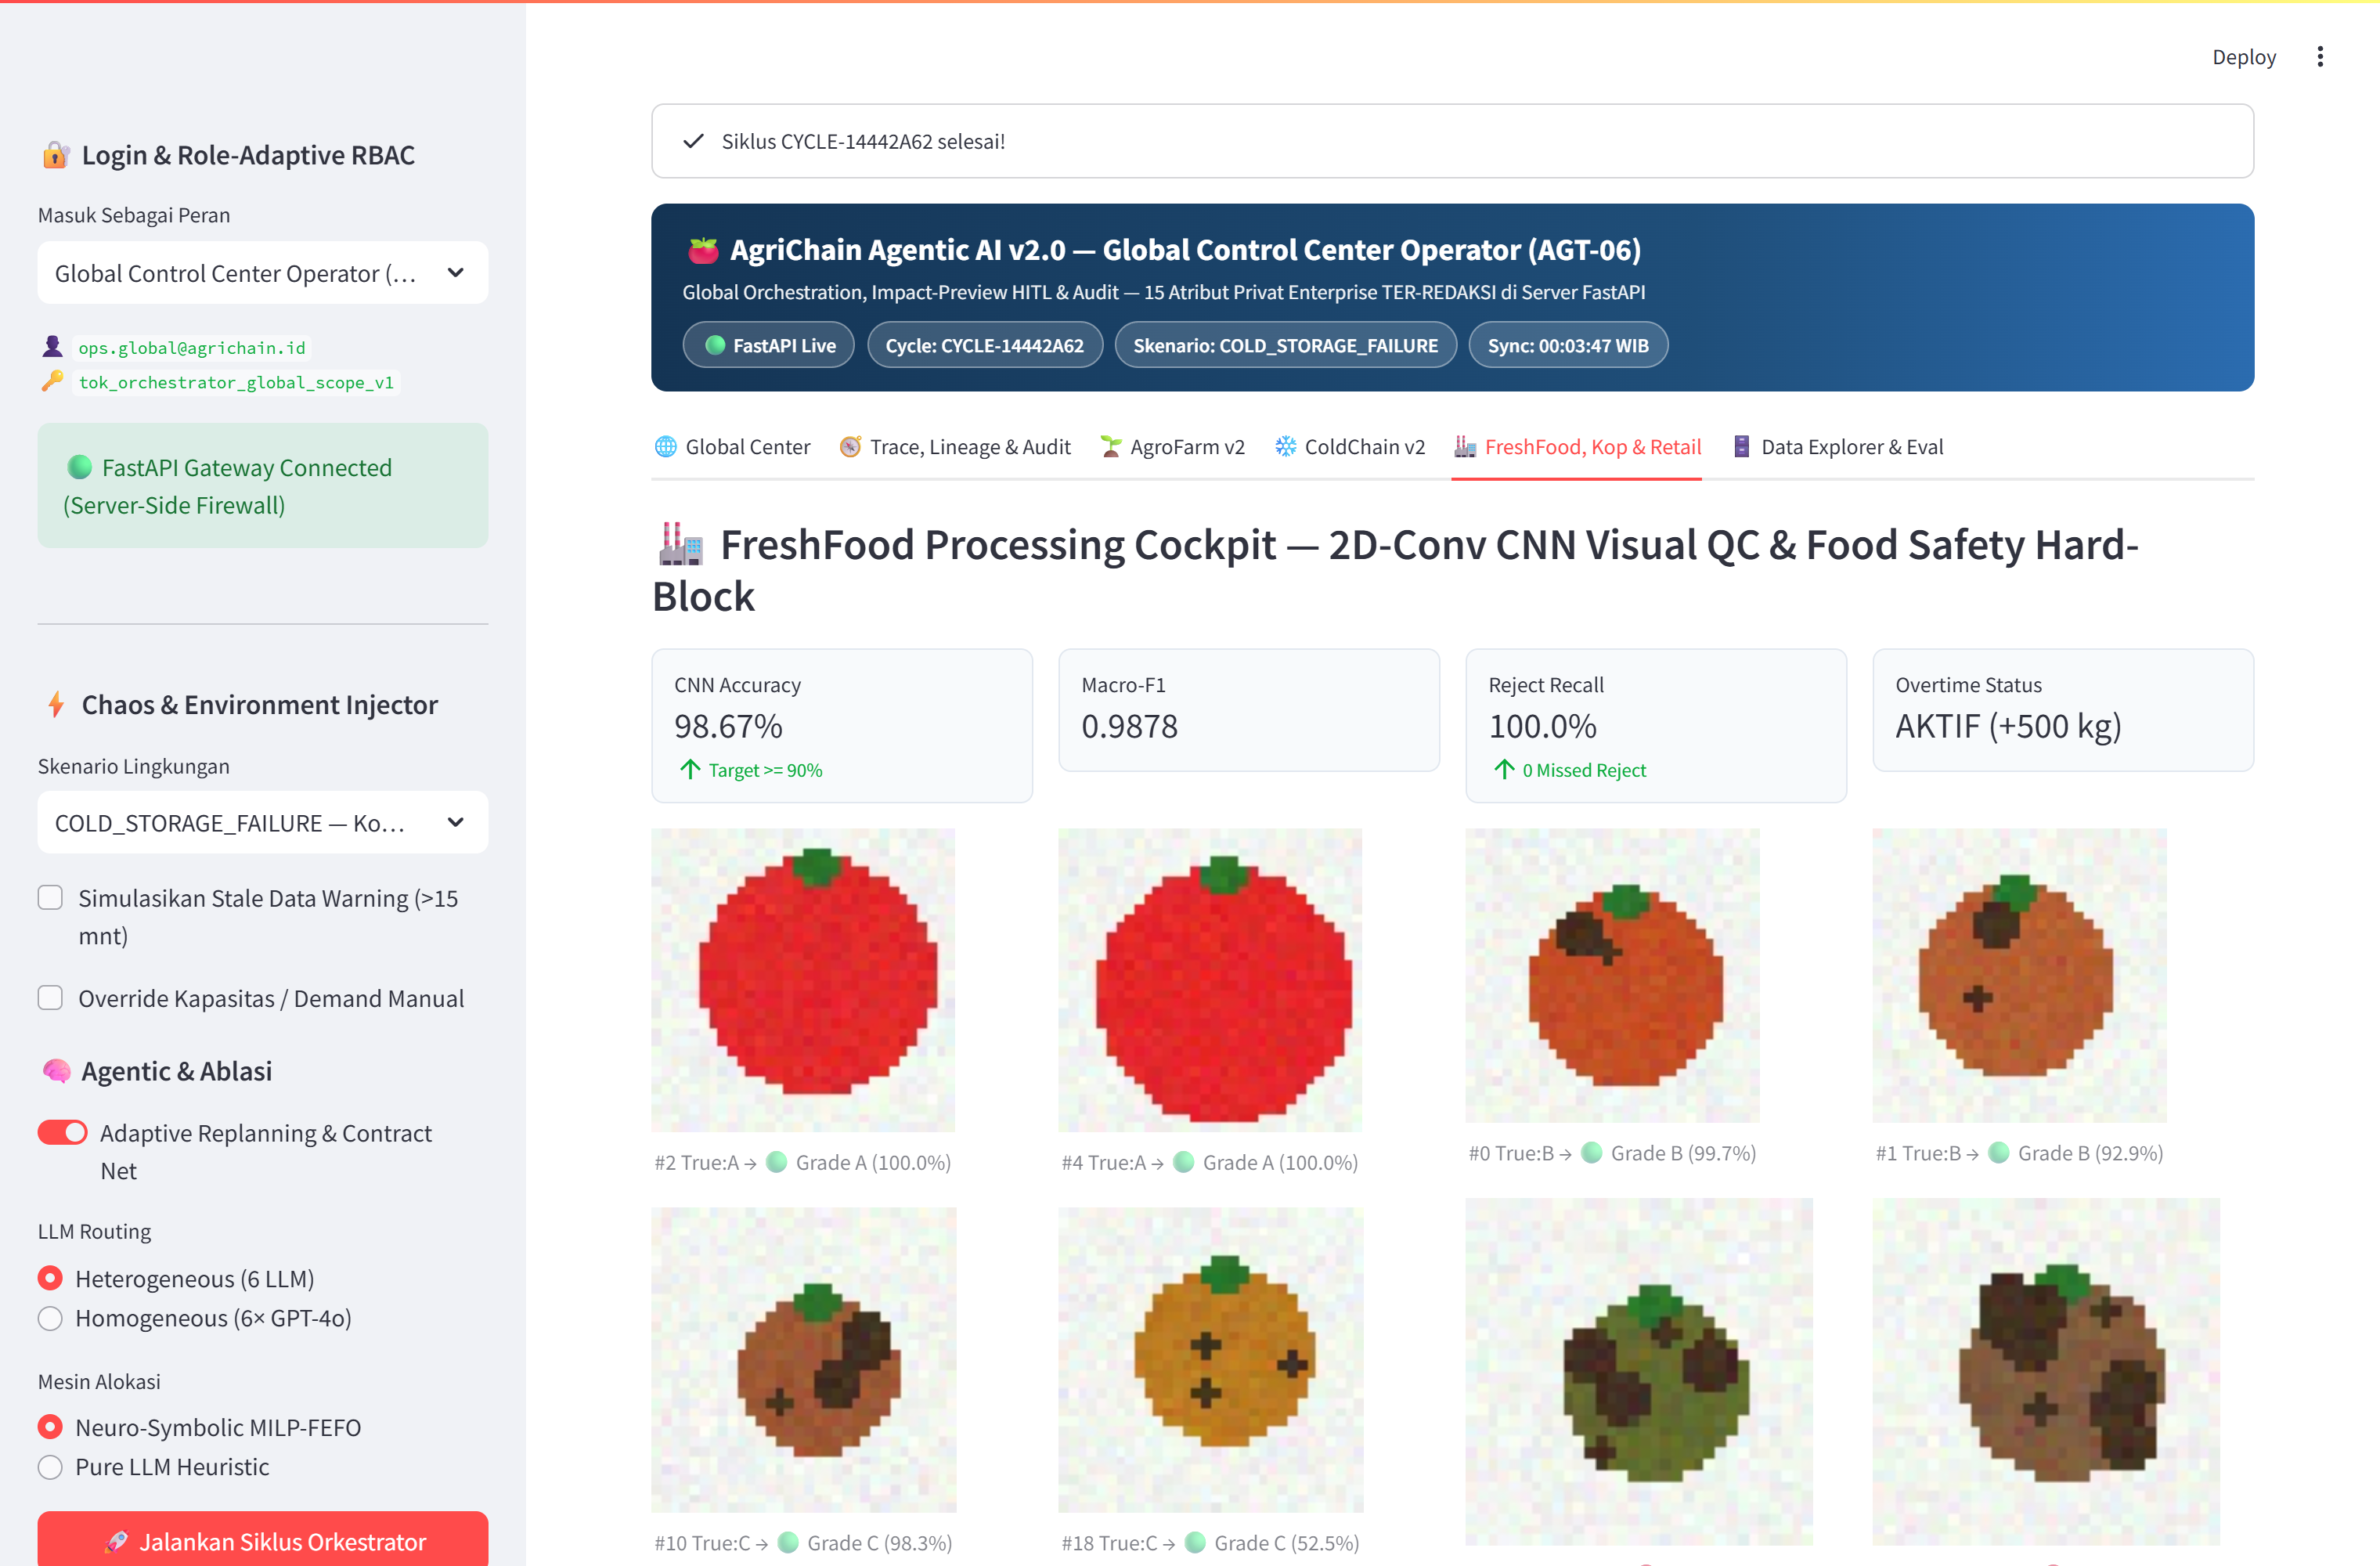 Deploy
Login & Role-Adaptive RBAC
Masuk Sebagai Peran
Global Control Center Operator (...
ops.global@agrichain.id
tok_orchestrator_global_scope_v1
FastAPI Gateway Connected
(Server-Side Firewall)
Chaos & Environment Injector
Skenario Lingkungan
COLD_STORAGE_FAILURE — Ko...
Simulasikan Stale Data Warning (>15
mnt)
Override Kapasitas / Demand Manual
Agentic & Ablasi
Adaptive Replanning & Contract
Net
LLM Routing
Heterogeneous (6 LLM)
Homogeneous (6× GPT-4o)
Mesin Alokasi
Neuro-Symbolic MILP-FEFO
Pure LLM Heuristic
Jalankan Siklus Orkestrator
Siklus CYCLE-14442A62 selesai!
AgriChain Agentic AI v2.0 — Global Control Center Operator (AGT-06)
Global Orchestration, Impact-Preview HITL & Audit — 15 Atribut Privat Enterprise TER-REDAKSI di Server FastAPI
FastAPI Live Cycle: CYCLE-14442A62 Skenario: COLD_STORAGE_FAILURE Sync: 00:03:47 WIB
Global Center Trace, Lineage & Audit AgroFarm v2 ColdChain v2 FreshFood, Kop & Retail Data Explorer & Eval
FreshFood Processing Cockpit — 2D-Conv CNN Visual QC & Food Safety Hard-
Block
CNN Accuracy
98.67%
↑ Target >= 90%
Macro-F1
0.9878
Reject Recall
100.0%
↑ 0 Missed Reject
Overtime Status
AKTIF (+500 kg)
#2 True:A → Grade A (100.0%)
#4 True:A → Grade A (100.0%)
#0 True:B → Grade B (99.7%)
#1 True:B → Grade B (92.9%)
#10 True:C → Grade C (98.3%)
#18 True:C → Grade C (52.5%)